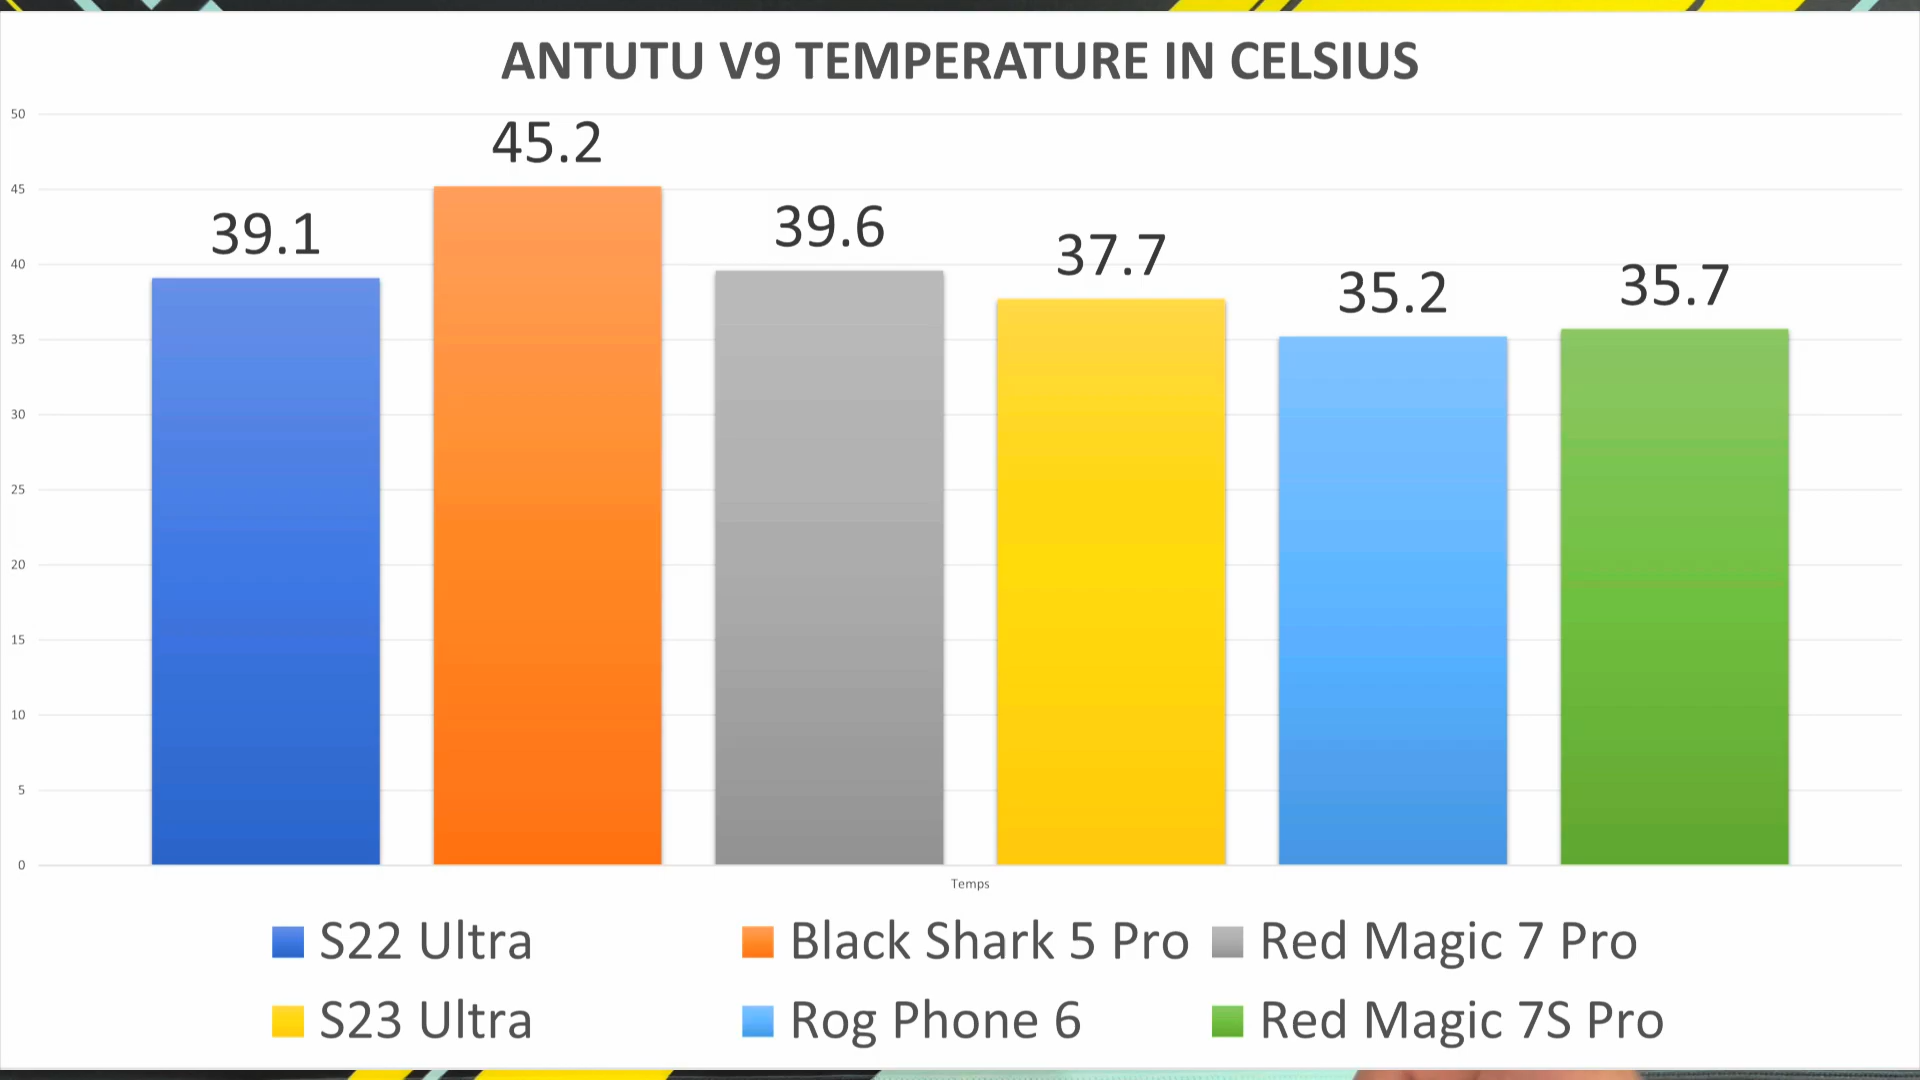 ANTUTU V9 TEMPERATURE IN CELSIUS
50
45
40
35
30
25
20
15
10
5
0
39.1
45.2
39.6
37.7
35.2
35.7
Temps
S22 Ultra
Black Shark 5 Pro
Red Magic 7 Pro
S23 Ultra
Rog Phone 6
Red Magic 7S Pro